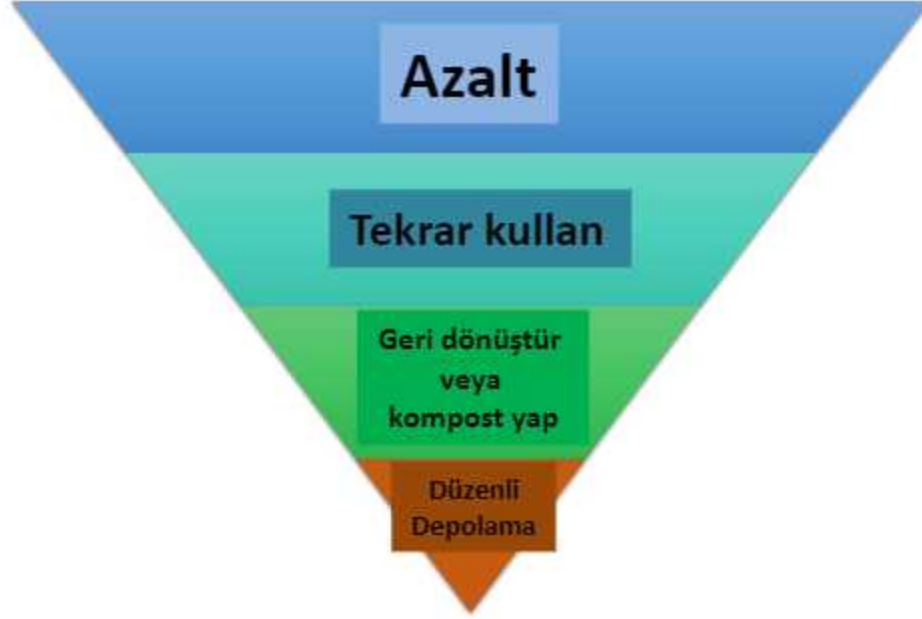 Azalt
Tekrar kullan
Geri dönüştür
veya
kompost yap
Düzenli
Depolama